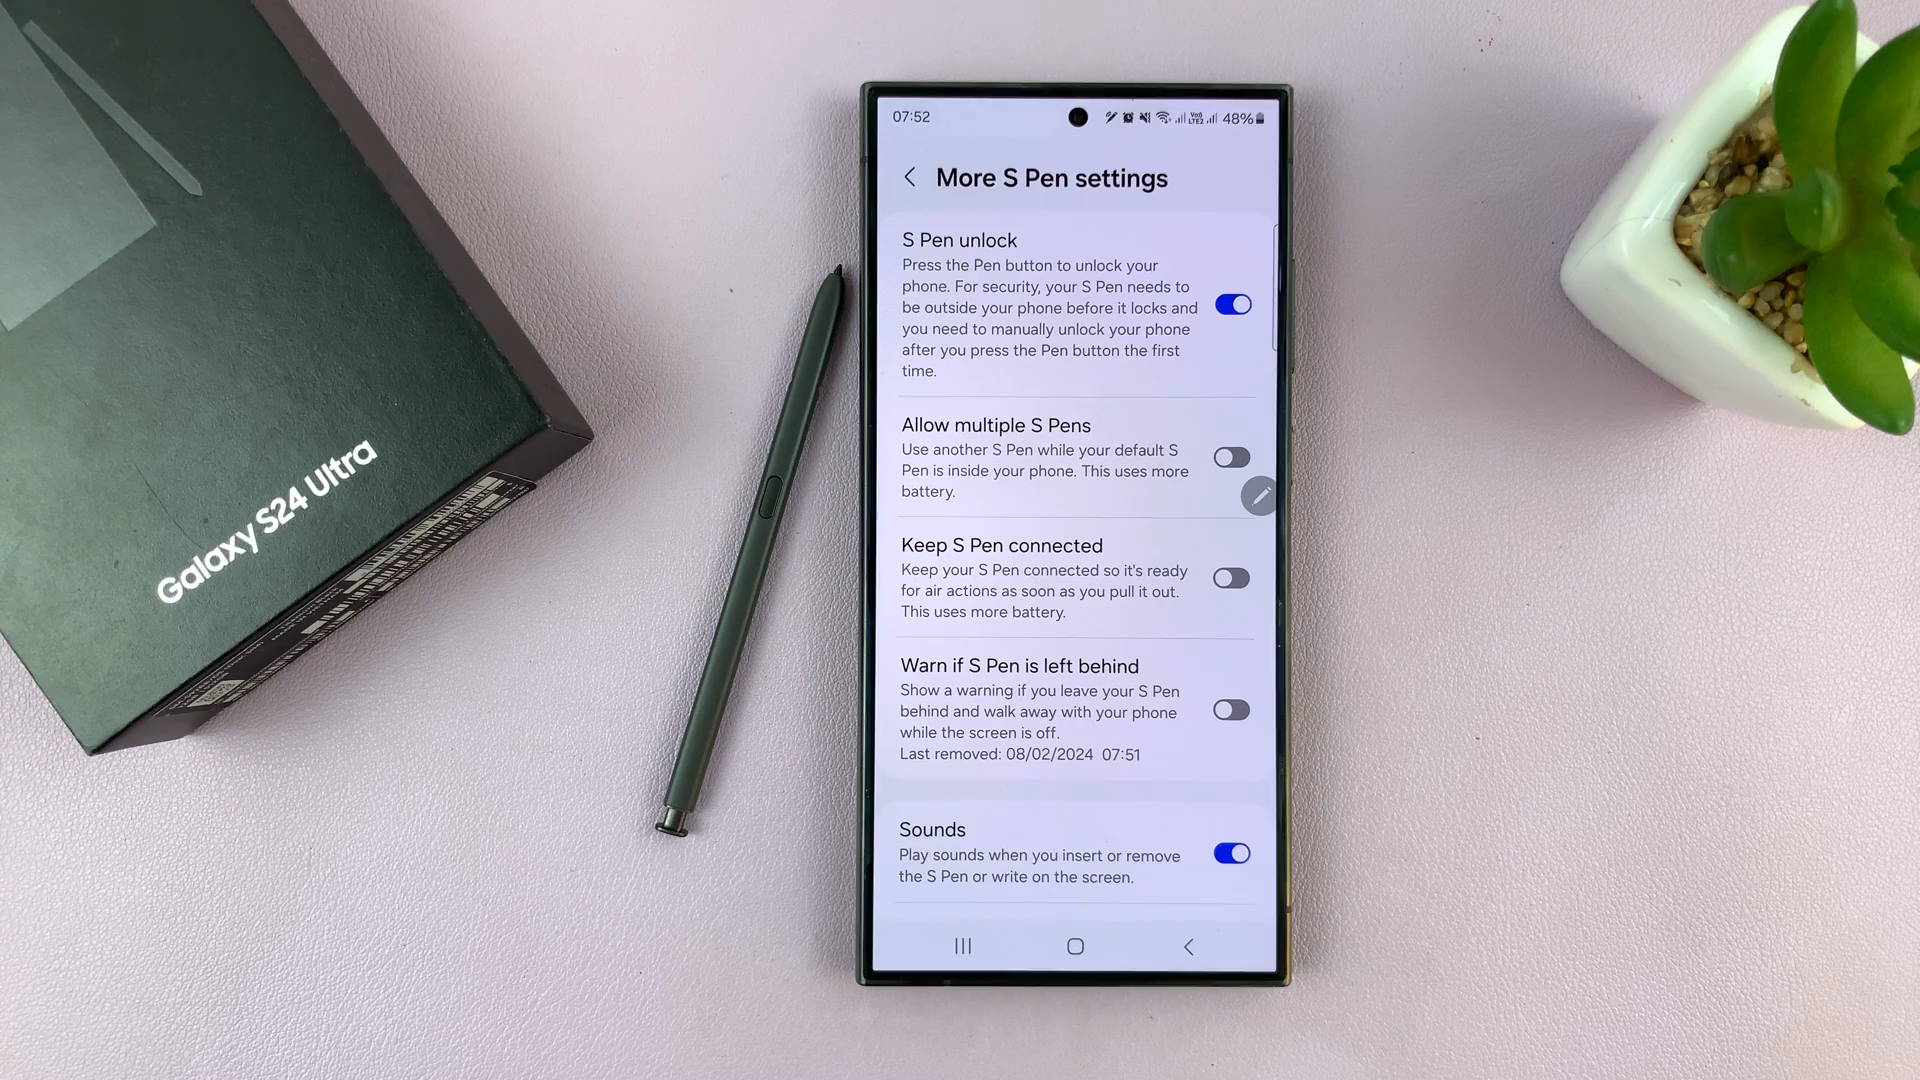 Galaxy S24 Ultra
07:52
Vo)) LTE2
48%
More S Pen settings
S Pen unlock
Press the Pen button to unlock your
phone. For security, your S Pen needs to
be outside your phone before it locks and
you need to manually unlock your phone
after you press the Pen button the first
time.
Allow multiple S Pens
Use another S Pen while your default S
Pen is inside your phone. This uses more
battery.
Keep S Pen connected
Keep your S Pen connected so it's ready
for air actions as soon as you pull it out.
This uses more battery.
Warn if S Pen is left behind
Show a warning if you leave your S Pen
behind and walk away with your phone
while the screen is off.
Last removed: 08/02/2024 07:51
Sounds
Play sounds when you insert or remove
the S Pen or write on the screen.